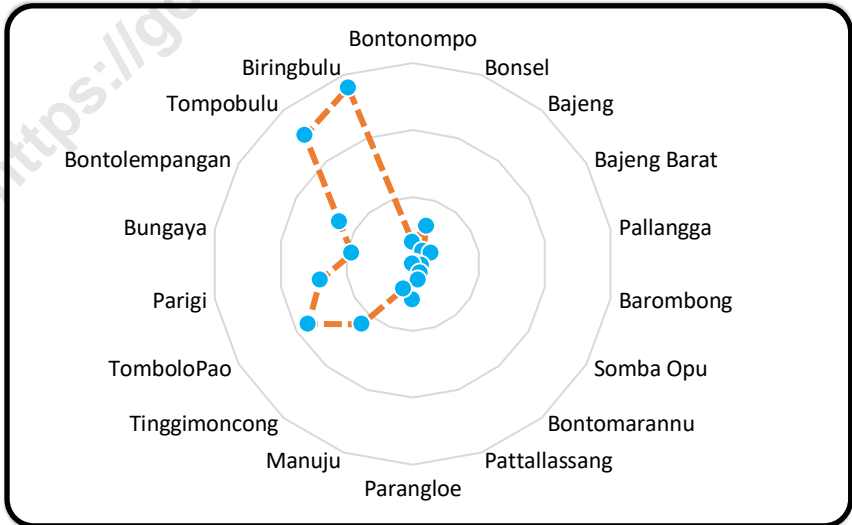 https://g
Bontonompo
Bonsel
Bajeng
Bajeng Barat
Pallangga
Barombong
Somba Opu
Bontomarannu
Pattallassang
Parangloe
Manuju
Tinggimoncong
TomboloPao
Parigi
Bungaya
Bontolempangan
Tompobulu
Biringbulu